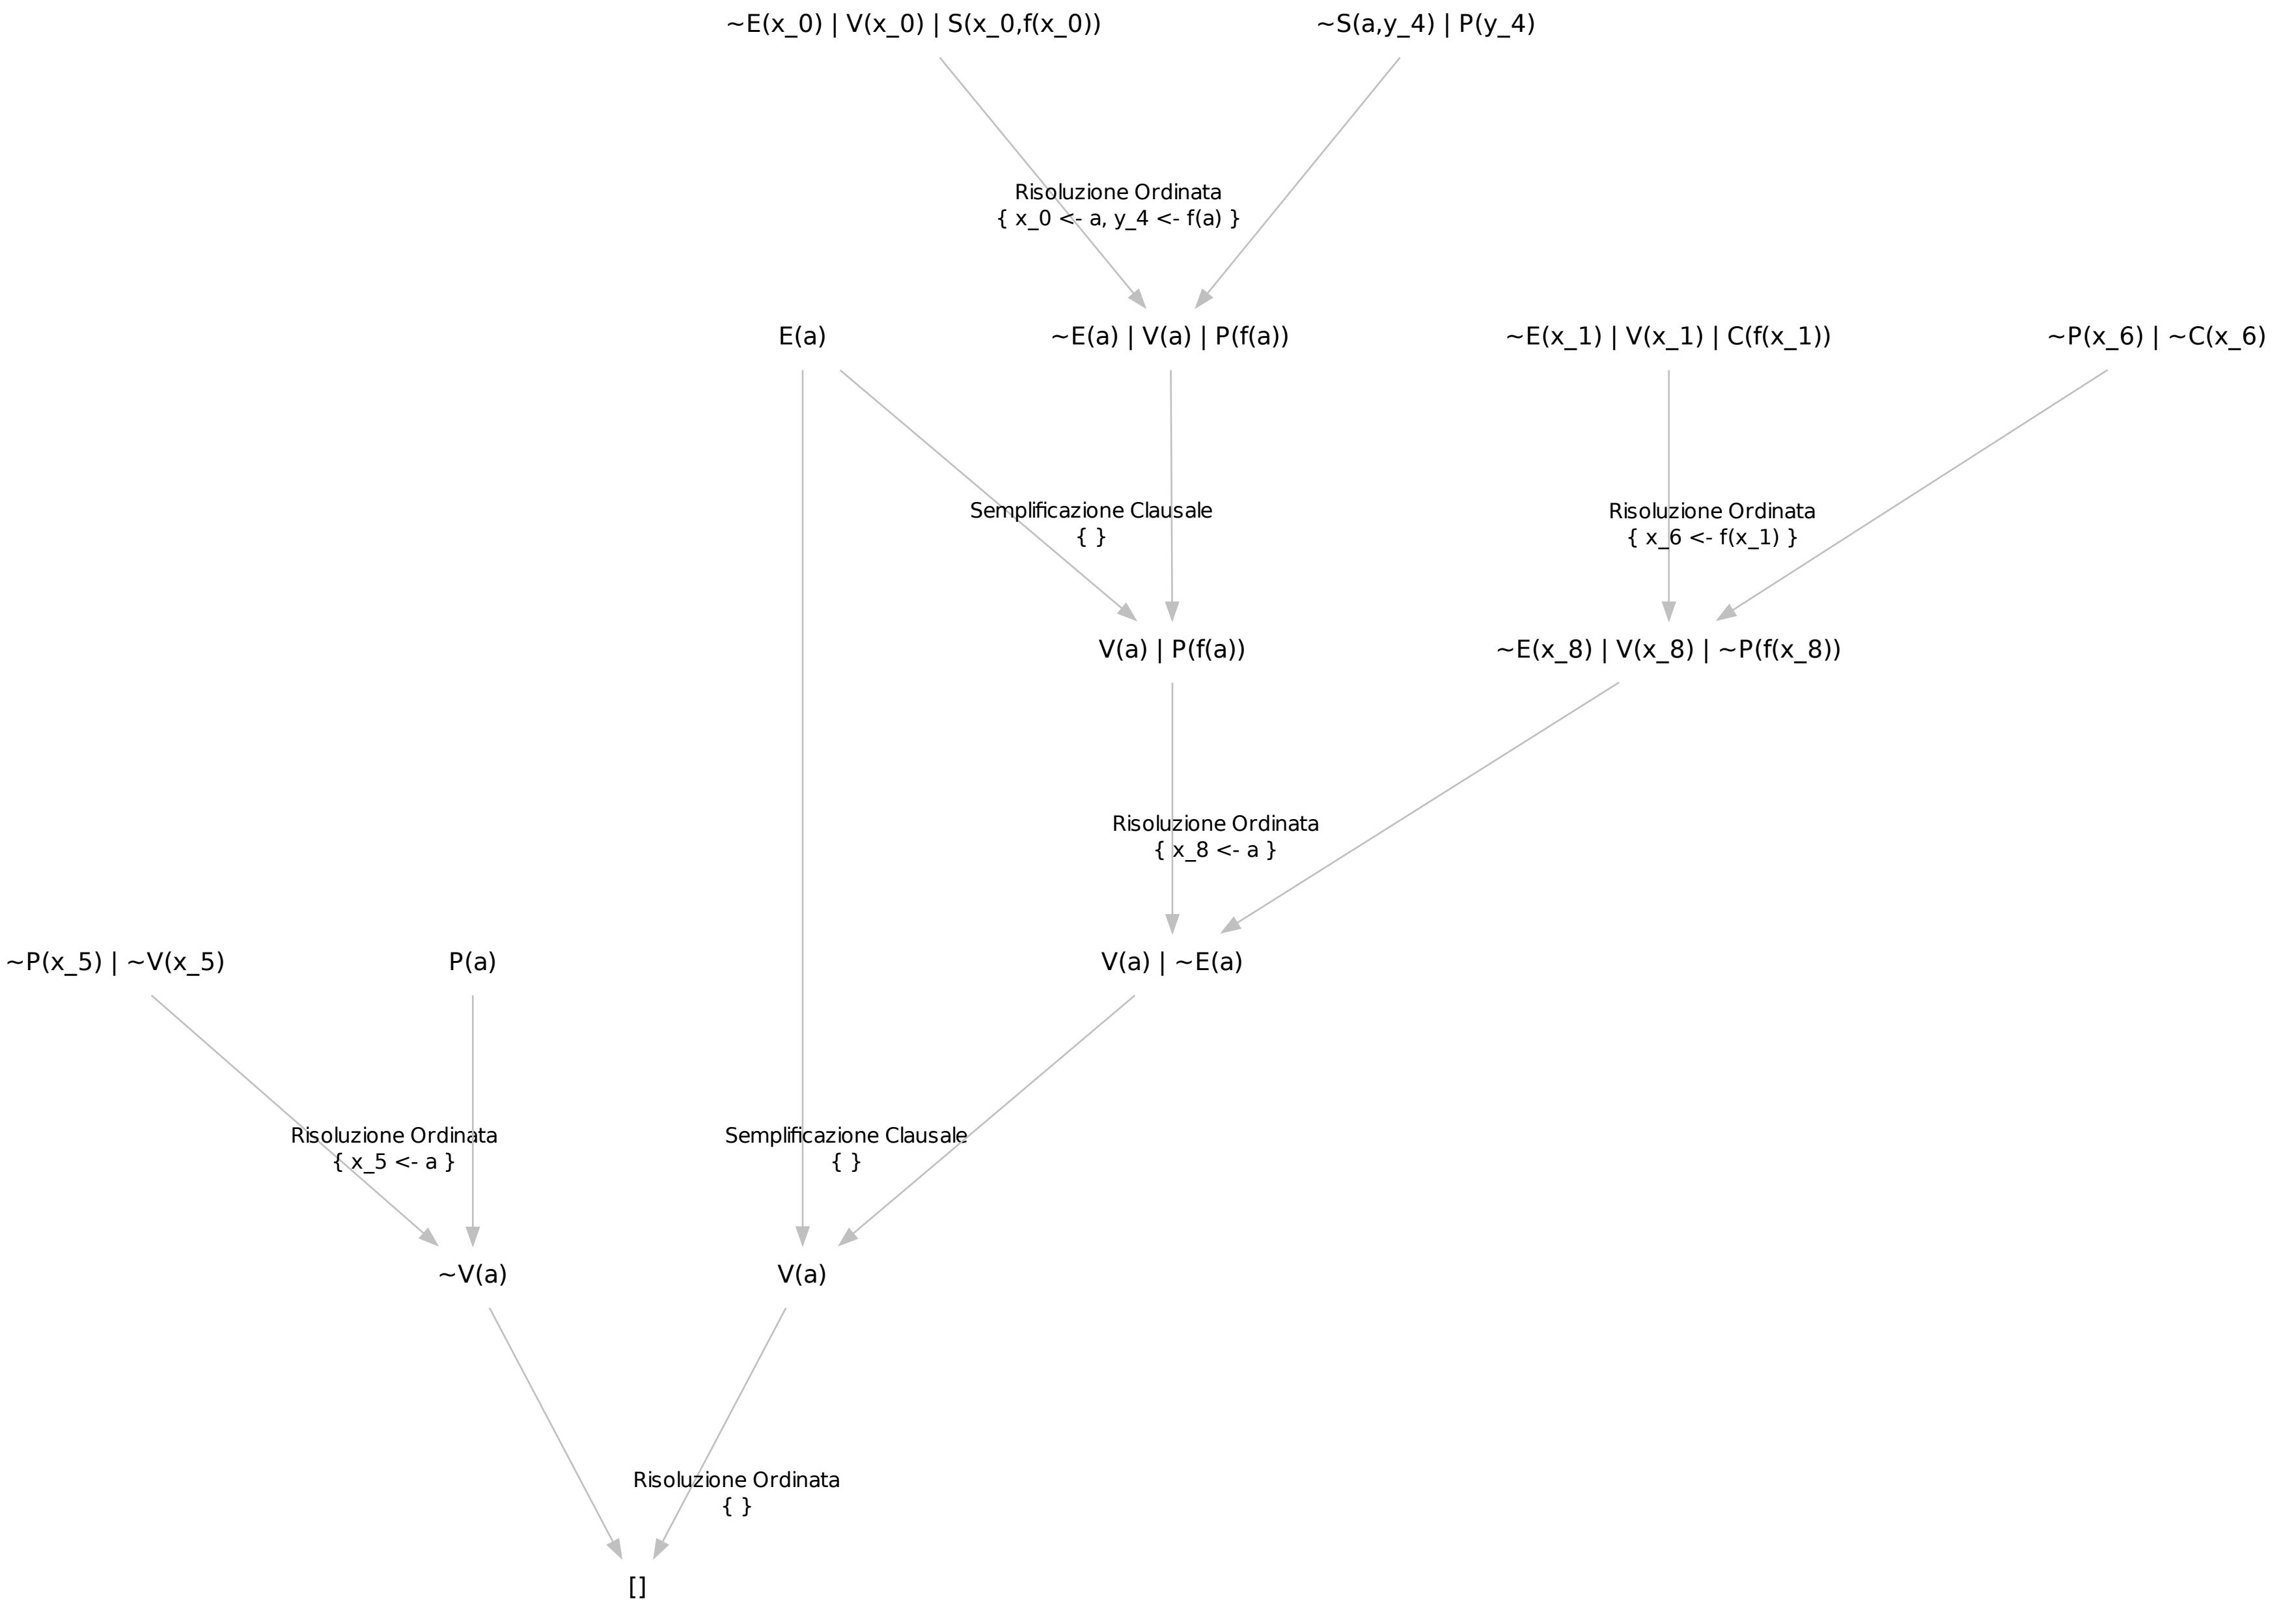 ~E(x_0) | V(x_0) | S(x_0,f(x_0))
~S(a,y_4) | P(y_4)
Risoluzione Ordinata
{ x_0 <- a, y_4 <- f(a) }
E(a)
~E(a) | V(a) | P(f(a))
~E(x_1) | V(x_1) | C(f(x_1))
~P(x_6) | ~C(x_6)
Semplificazione Clausale
{ }
Risoluzione Ordinata
{ x_6 <- f(x_1) }
V(a) | P(f(a))
~E(x_8) | V(x_8) | ~P(f(x_8))
Risoluzione Ordinata
{ x_8 <- a }
~P(x_5) | ~V(x_5)
P(a)
V(a) | ~E(a)
Risoluzione Ordinata
{ x_5 <- a }
Semplificazione Clausale
{ }
~V(a)
V(a)
Risoluzione Ordinata
{ }
[]